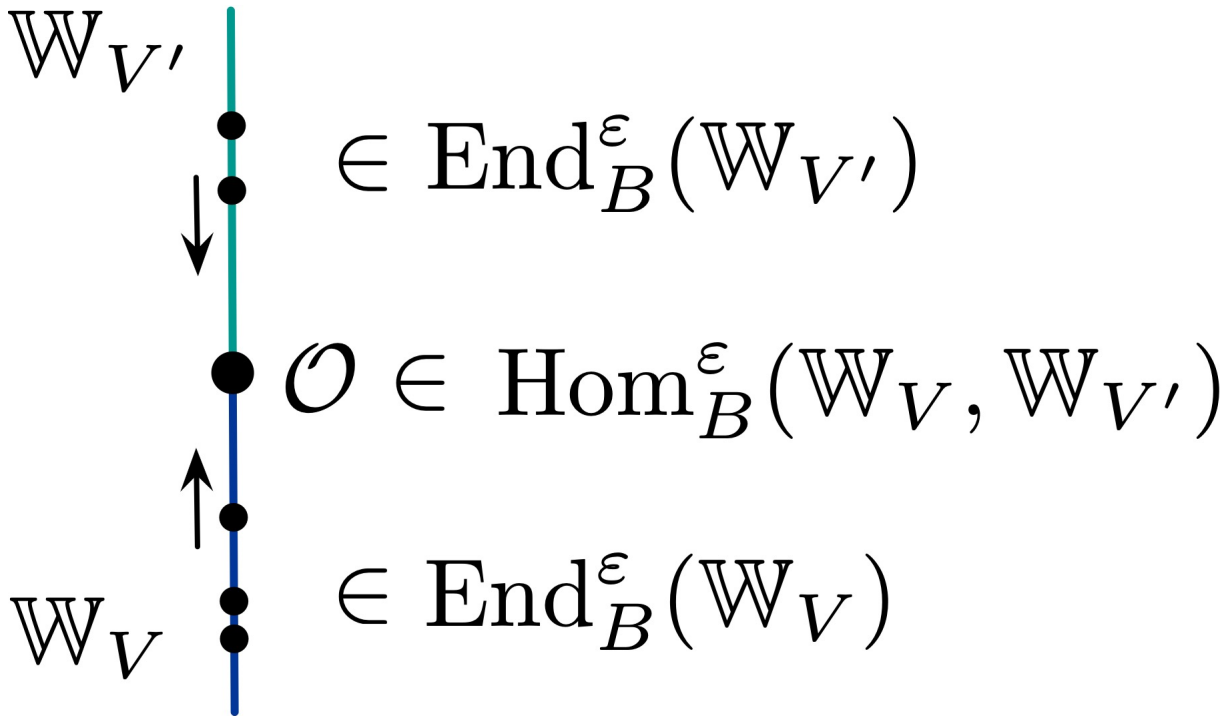 𝕎_{V′}
∈ End^ε_B(𝕎_{V′})
𝒪 ∈ Hom^ε_B(𝕎_V, 𝕎_{V′})
∈ End^ε_B(𝕎_V)
𝕎_V